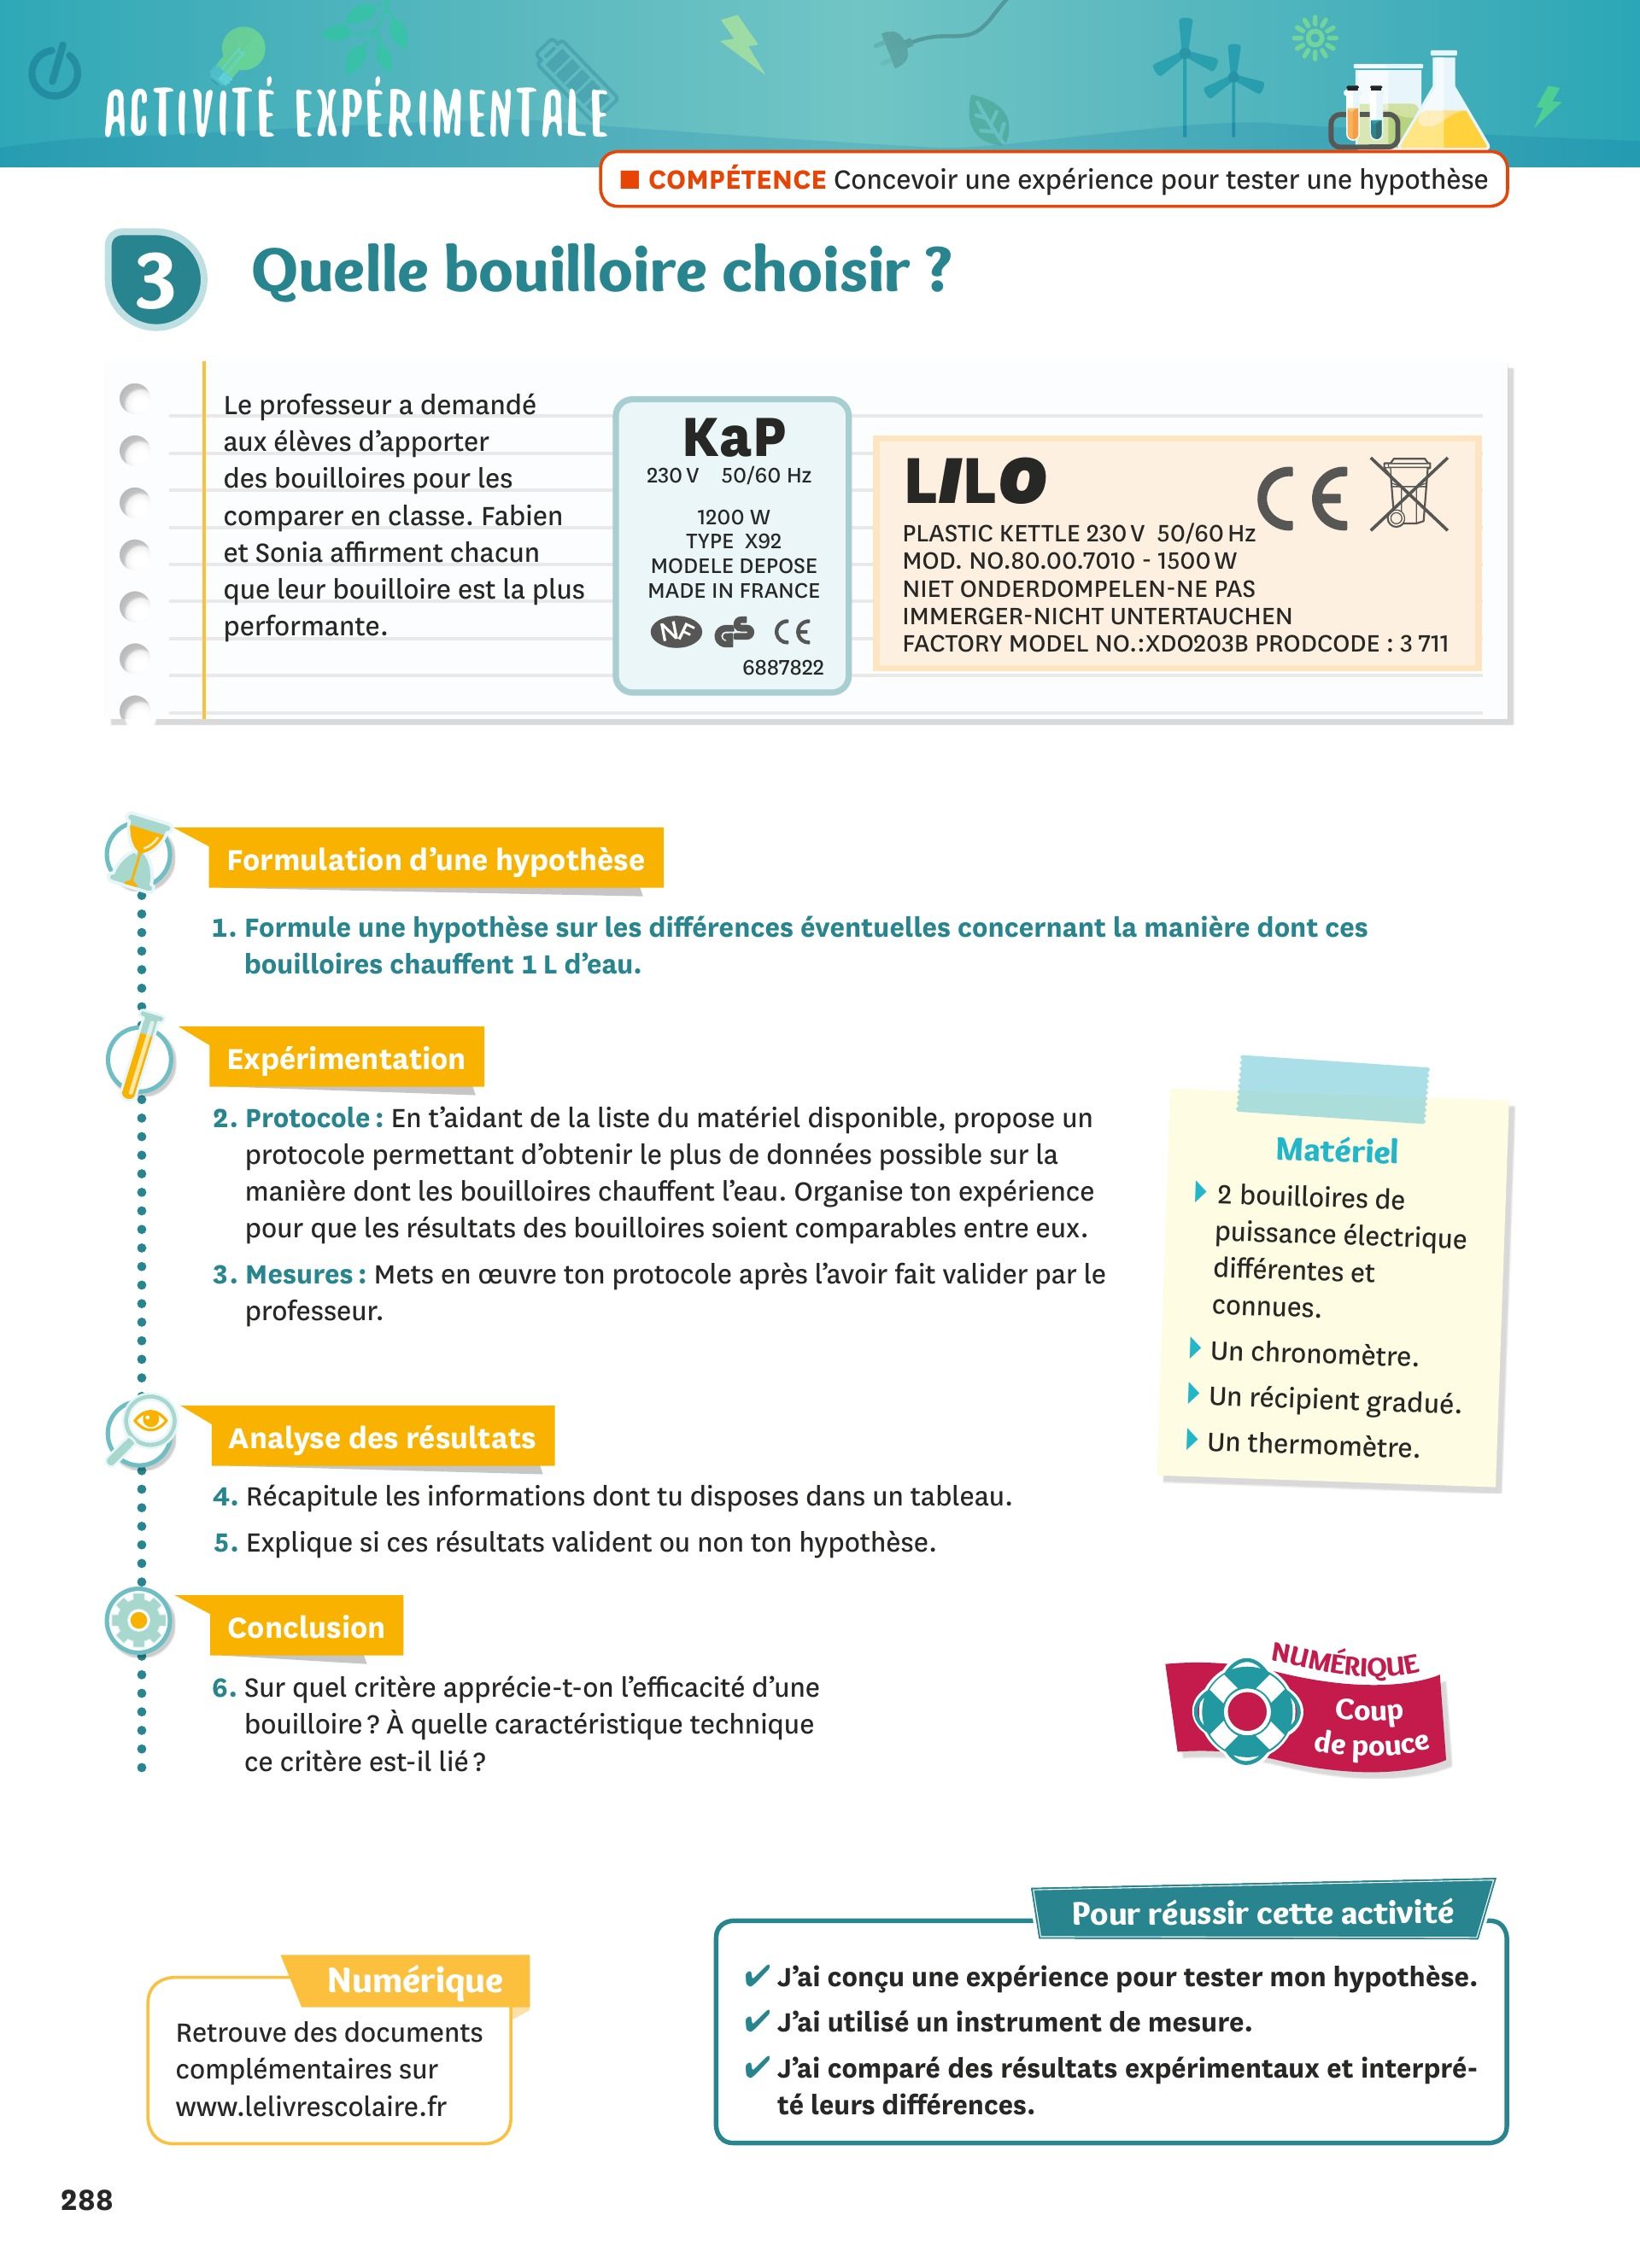 ACTIVITÉ EXPÉRIMENTALE
■ COMPÉTENCE Concevoir une expérience pour tester une hypothèse
3 Quelle bouilloire choisir ?
Le professeur a demandé
aux élèves d’apporter
des bouilloires pour les
comparer en classe. Fabien
et Sonia affirment chacun
que leur bouilloire est la plus
performante.
KaP
230 V 50/60 Hz
1200 W
TYPE X92
MODELE DEPOSE
MADE IN FRANCE
NF GS CE
6887822
LILO
CE
PLASTIC KETTLE 230 V 50/60 Hz
MOD. NO.80.00.7010 - 1500 W
NIET ONDERDOMPELEN-NE PAS
IMMERGER-NICHT UNTERTAUCHEN
FACTORY MODEL NO.:XDO203B PRODCODE : 3 711
Formulation d’une hypothèse
1. Formule une hypothèse sur les différences éventuelles concernant la manière dont ces
bouilloires chauffent 1 L d’eau.
Expérimentation
2. Protocole : En t’aidant de la liste du matériel disponible, propose un
protocole permettant d’obtenir le plus de données possible sur la
manière dont les bouilloires chauffent l’eau. Organise ton expérience
pour que les résultats des bouilloires soient comparables entre eux.
3. Mesures : Mets en œuvre ton protocole après l’avoir fait valider par le
professeur.
Matériel
2 bouilloires de
puissance électrique
différentes et
connues.
Un chronomètre.
Un récipient gradué.
Un thermomètre.
Analyse des résultats
4. Récapitule les informations dont tu disposes dans un tableau.
5. Explique si ces résultats valident ou non ton hypothèse.
Conclusion
6. Sur quel critère apprécie-t-on l’efficacité d’une
bouilloire ? À quelle caractéristique technique
ce critère est-il lié ?
NUMÉRIQUE
Coup
de pouce
Numérique
Retrouve des documents
complémentaires sur
www.lelivrescolaire.fr
Pour réussir cette activité
✔ J’ai conçu une expérience pour tester mon hypothèse.
✔ J’ai utilisé un instrument de mesure.
✔ J’ai comparé des résultats expérimentaux et interpré-
té leurs différences.
288